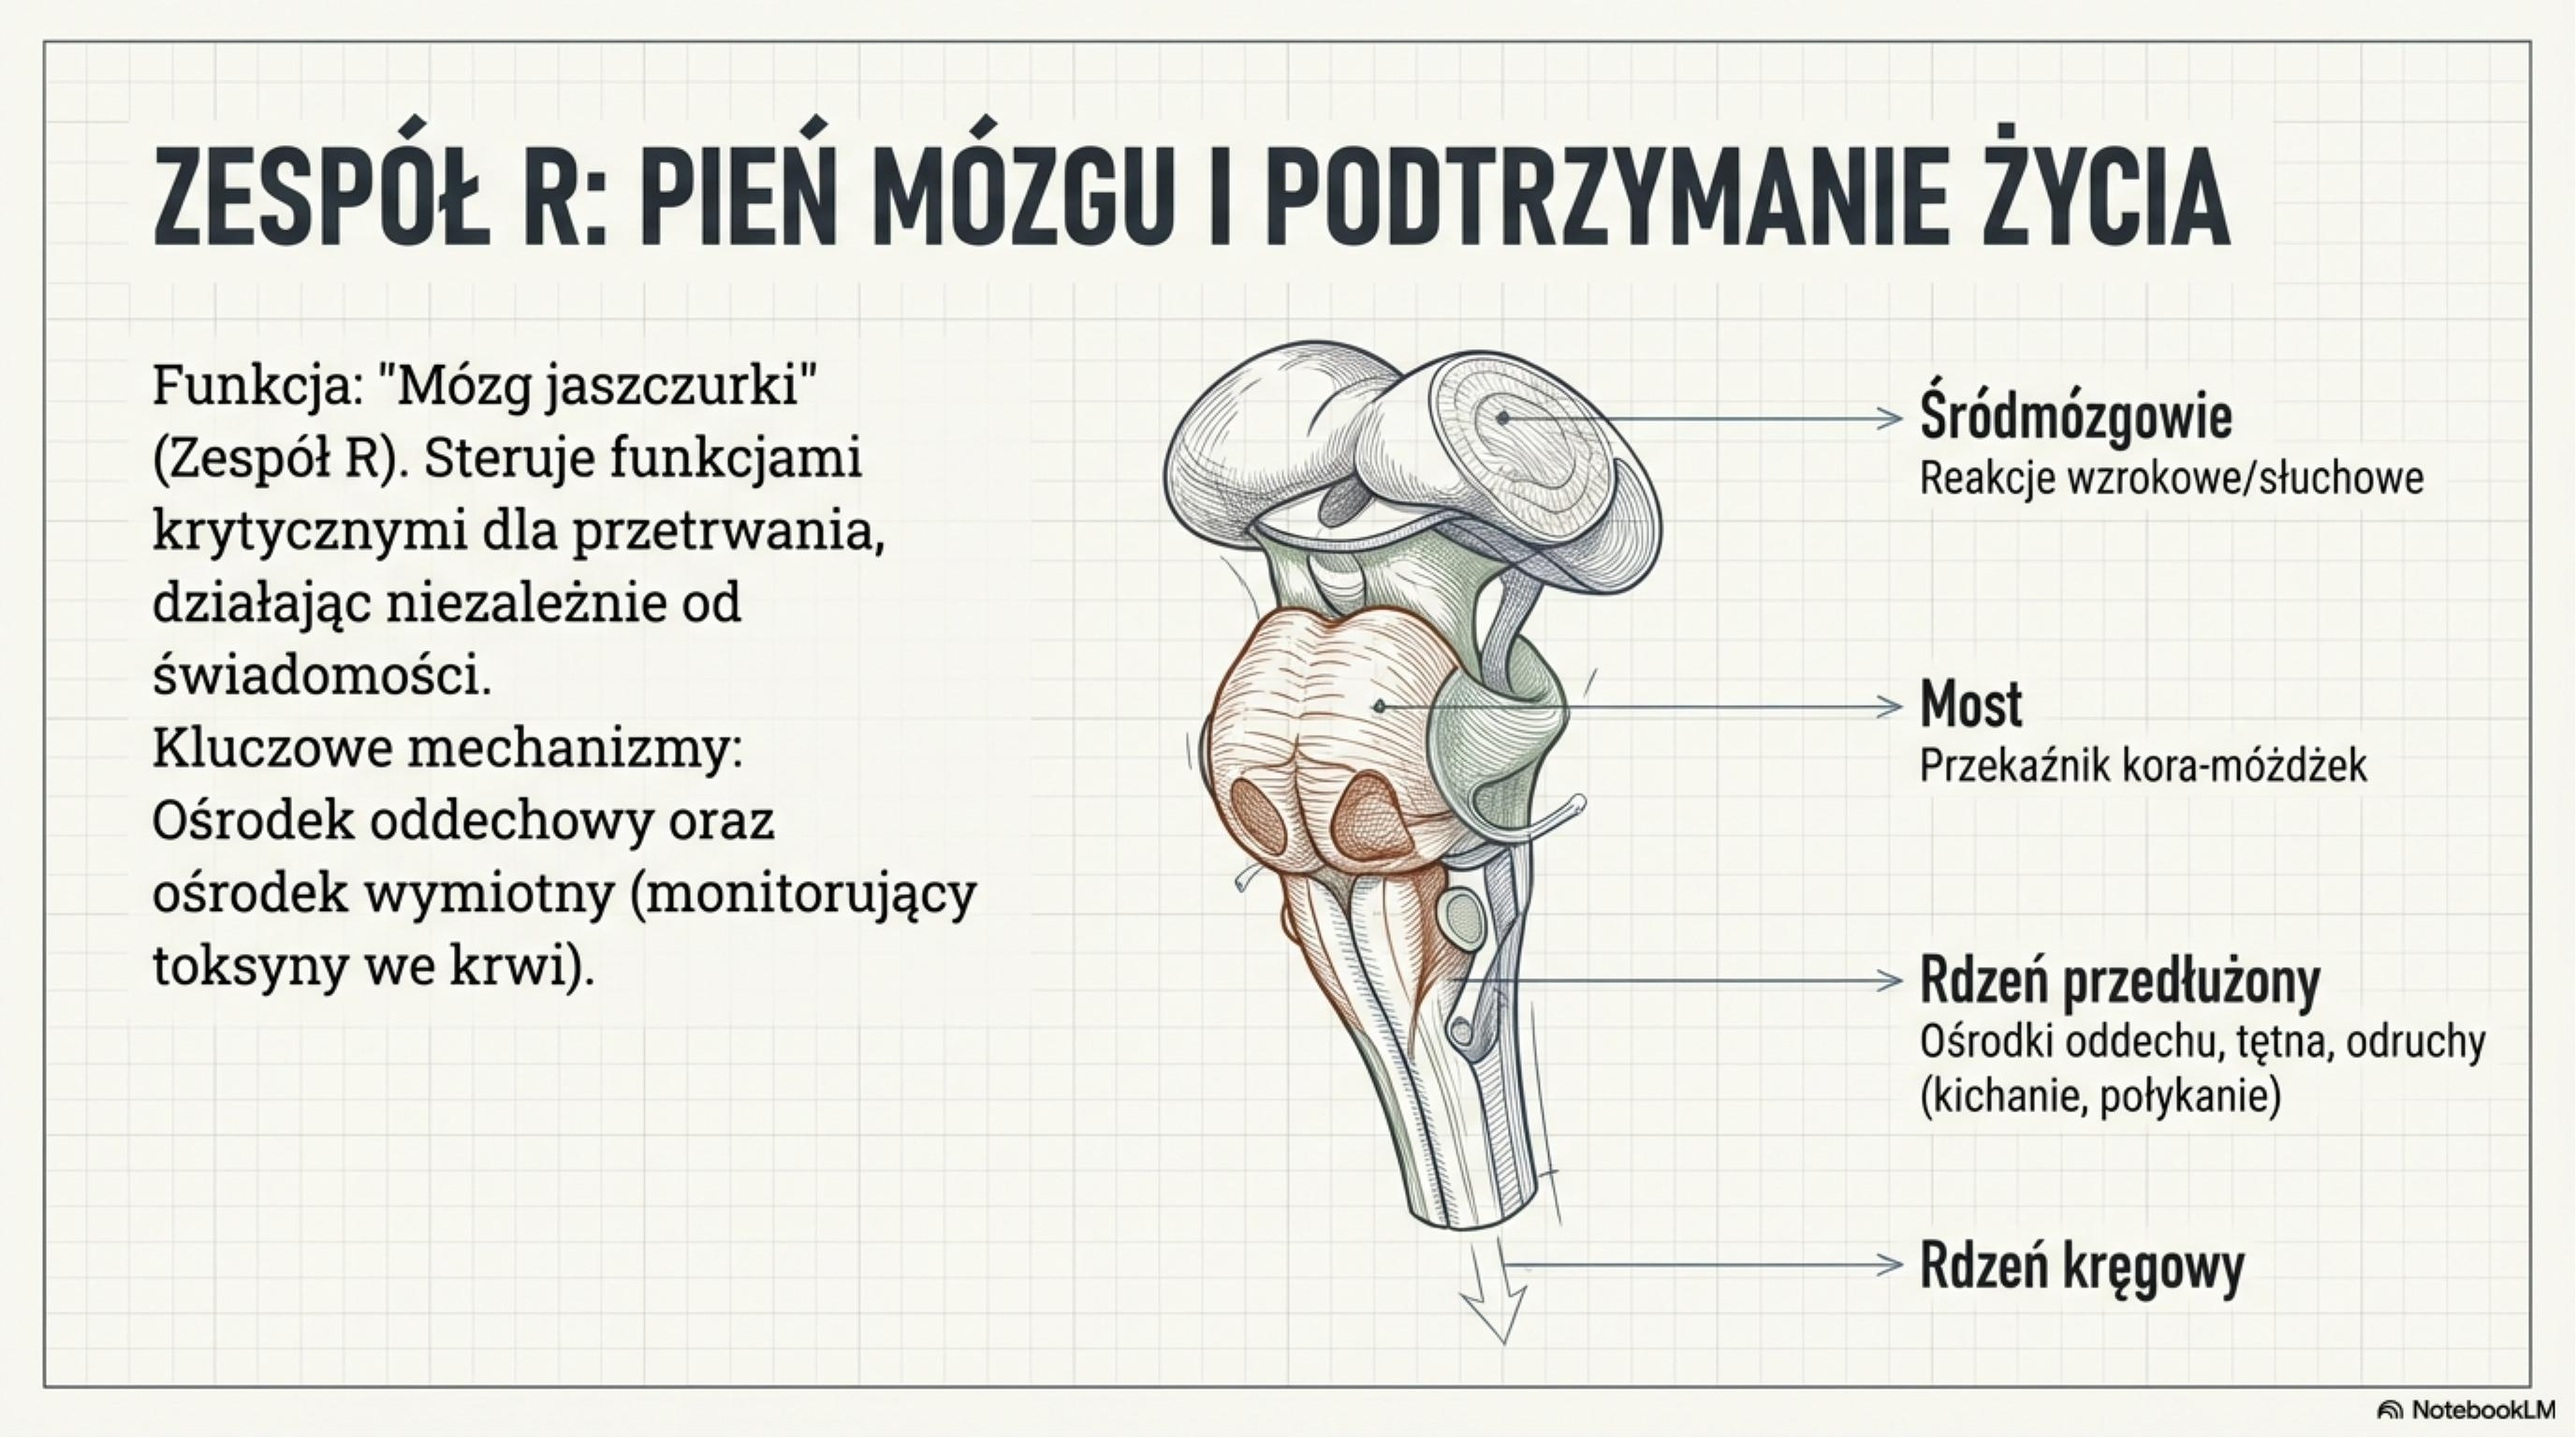 ZESPÓŁ R: PIEŃ MÓZGU I PODTRZYMANIE ŻYCIA
Funkcja: "Mózg jaszczurki"
(Zespół R). Steruje funkcjami
krytycznymi dla przetrwania,
działając niezależnie od
świadomości.
Kluczowe mechanizmy:
Ośrodek oddechowy oraz
ośrodek wymiotny (monitorujący
toksyny we krwi).
Śródmózgowie
Reakcje wzrokowe/słuchowe
Most
Przekaźnik kora-móżdżek
Rdzeń przedłużony
Ośrodki oddechu, tętna, odruchy
(kichanie, połykanie)
Rdzeń kręgowy
NotebookLM